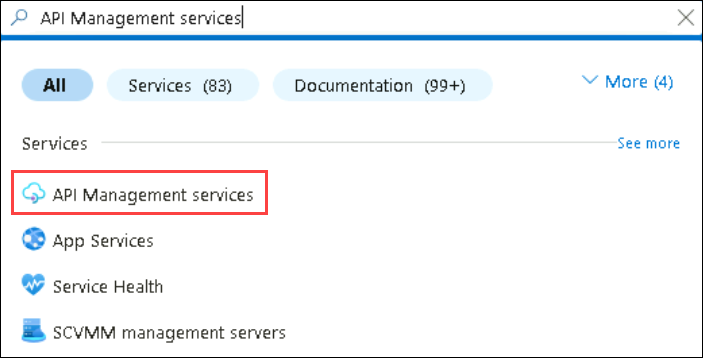 API Management services
All
Services (83)
Documentation (99+)
More (4)
Services
See more
API Management services
App Services
Service Health
SCVMM management servers